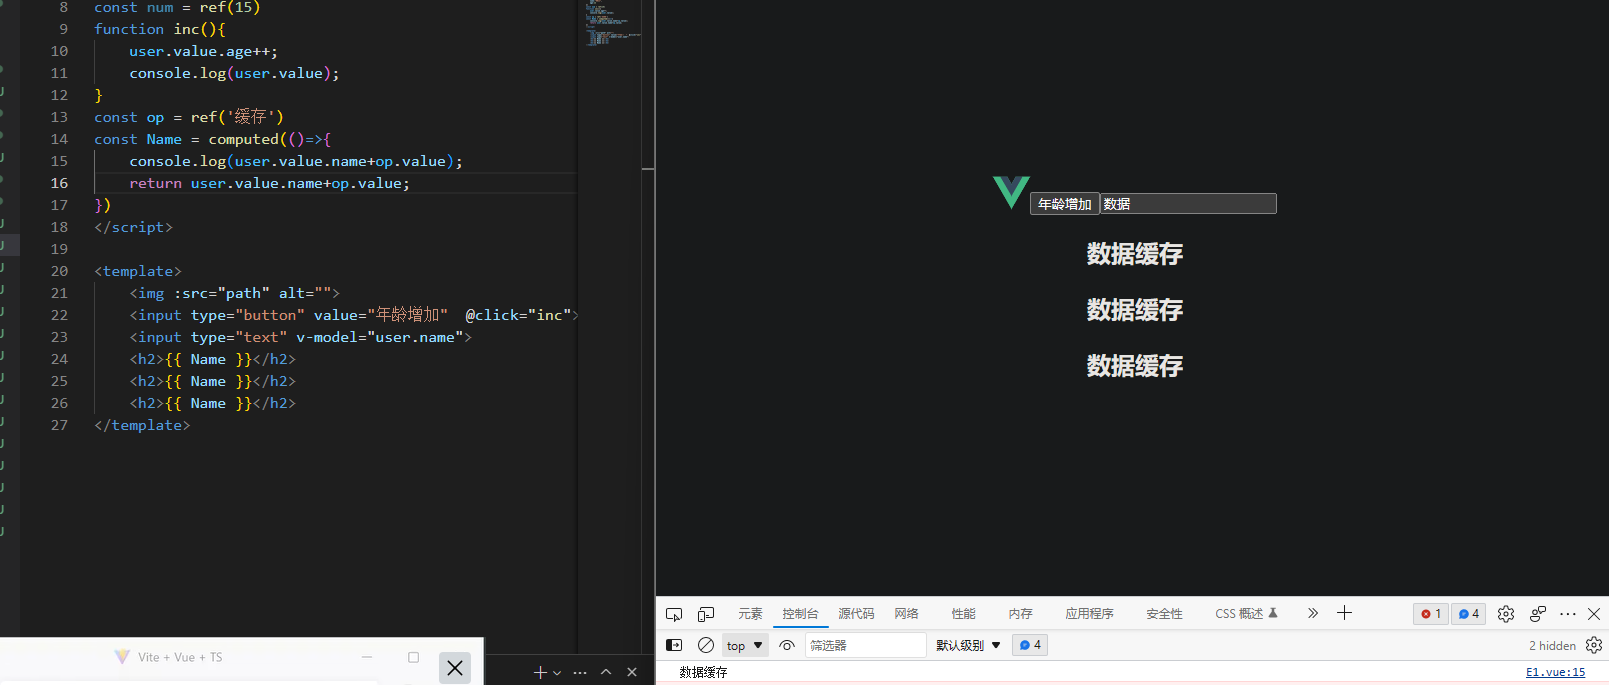 8 const num = ref(15)
9 function inc(){
10 user.value.age++;
11 console.log(user.value);
12 }
13 const op = ref('缓存')
14 const Name = computed(()=>{
15 console.log(user.value.name+op.value);
16 return user.value.name+op.value;
17 })
18 </script>
19
20 <template>
21 <img :src="path" alt="">
22 <input type="button" value="年龄增加" @click="inc">
23 <input type="text" v-model="user.name">
24 <h2>{{ Name }}</h2>
25 <h2>{{ Name }}</h2>
26 <h2>{{ Name }}</h2>
27 </template>
Vite + Vue + TS
年龄增加 数据
数据缓存
数据缓存
数据缓存
元素 控制台 源代码 网络 性能 内存 应用程序 安全性 CSS 概述 1 4
top 筛选器 默认级别 4 2 hidden
数据缓存 E1.vue:15